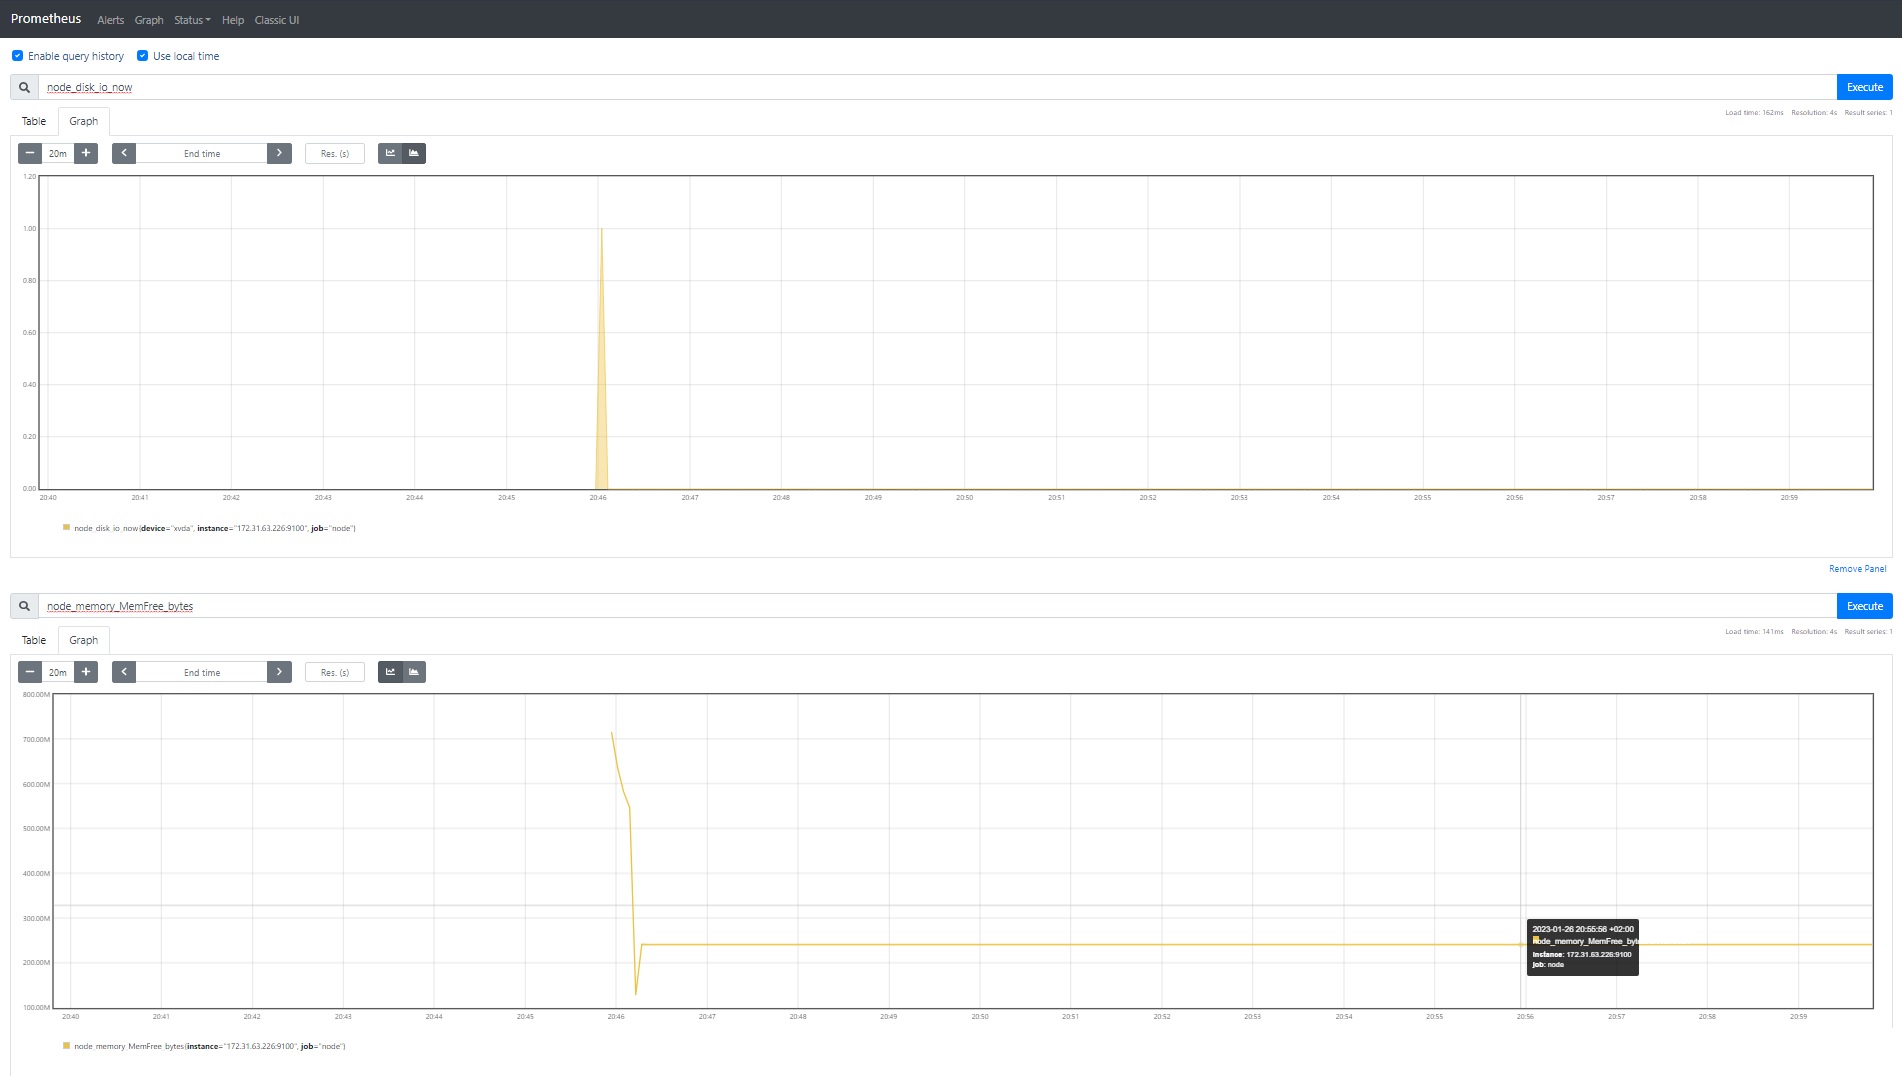 Prometheus Alerts Graph Status Help Classic UI
Enable query history Use local time
node_disk_io_now Execute
Table Graph Load time: 162ms Resolution: 4s Result series: 1
20m End time Res. (s)
1.20
1.00
0.80
0.60
0.40
0.20
0.00
20:40 20:41 20:42 20:43 20:44 20:45 20:46 20:47 20:48 20:49 20:50 20:51 20:52 20:53 20:54 20:55 20:56 20:57 20:58 20:59
node_disk_io_now{device="xvda", instance="172.31.63.226:9100", job="node"}
Remove Panel
node_memory_MemFree_bytes Execute
Table Graph Load time: 141ms Resolution: 4s Result series: 1
20m End time Res. (s)
800.00M
700.00M
600.00M
500.00M
400.00M
300.00M
200.00M
100.00M
2023-01-26 20:55:56 +02:00
node_memory_MemFree_byt
instance: 172.31.63.226:9100
job: node
20:40 20:41 20:42 20:43 20:44 20:45 20:46 20:47 20:48 20:49 20:50 20:51 20:52 20:53 20:54 20:55 20:56 20:57 20:58 20:59
node_memory_MemFree_bytes{instance="172.31.63.226:9100", job="node"}